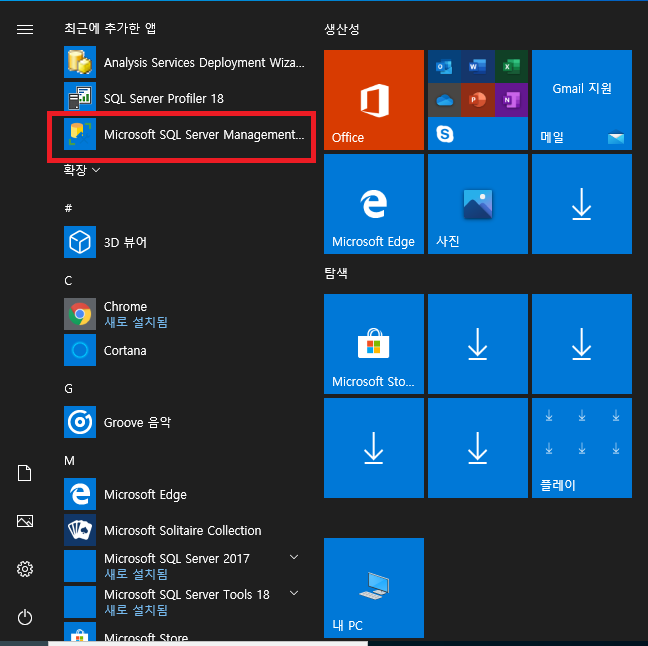 최근에 추가한 앱
Analysis Services Deployment Wiza...
SQL Server Profiler 18
Microsoft SQL Server Management...
확장
#
3D 뷰어
C
Chrome
새로 설치됨
Cortana
G
Groove 음악
M
Microsoft Edge
Microsoft Solitaire Collection
Microsoft SQL Server 2017
새로 설치됨
Microsoft SQL Server Tools 18
새로 설치됨
Microsoft Store
생산성
Office
Gmail 지원
메일
Microsoft Edge
사진
탐색
Microsoft Sto...
플레이
내 PC